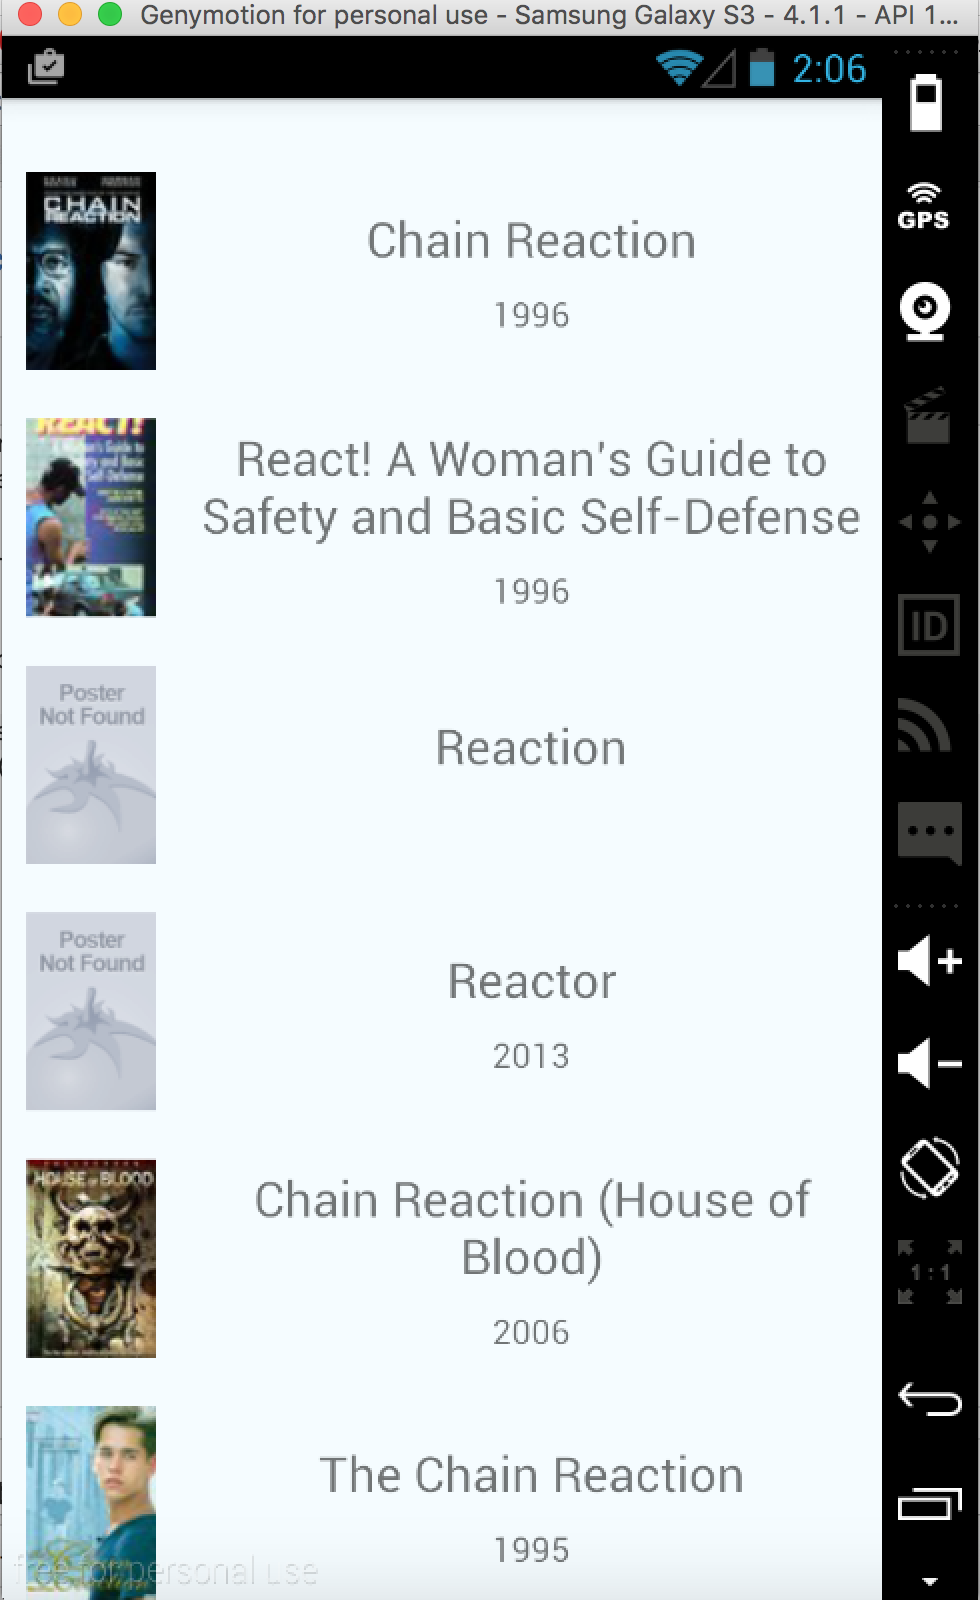 Genymotion for personal use - Samsung Galaxy S3 - 4.1.1 - API 1...
2:06
GPS
CHAIN
REACTION
Chain Reaction
1996
REACT!
React! A Woman's Guide to
Safety and Basic Self-Defense
1996
ID
Poster
Not Found
Reaction
Poster
Not Found
Reactor
2013
HOUSE of BLOOD
Chain Reaction (House of
Blood)
2006
1:1
The Chain Reaction
1995
free for personal use